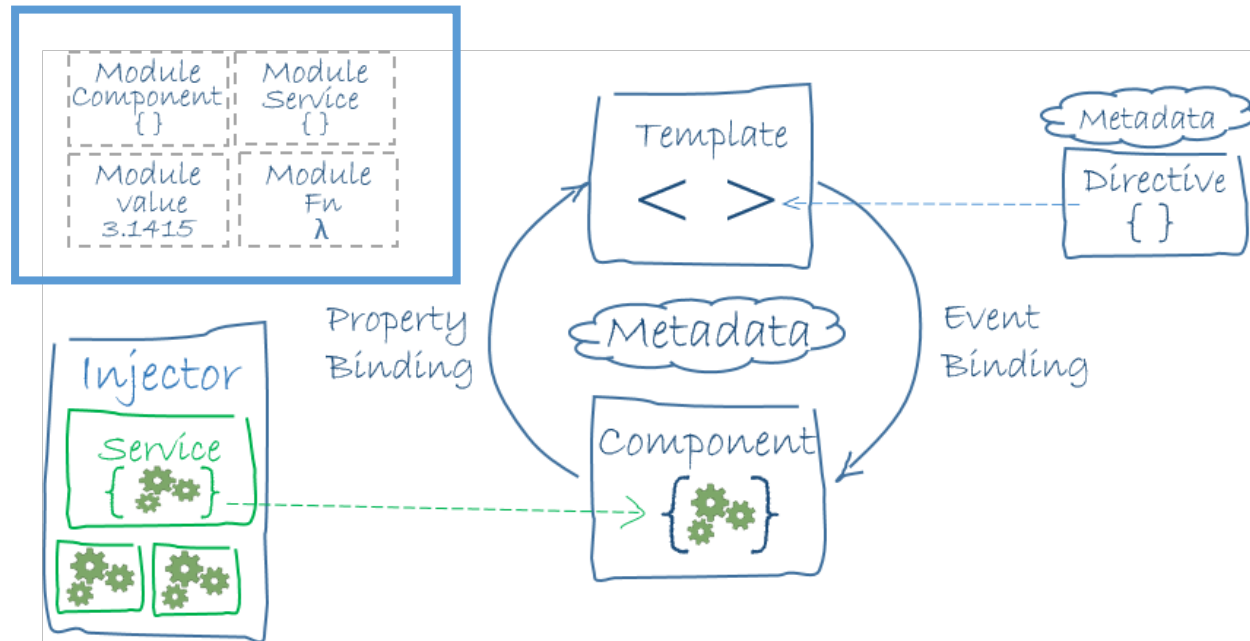 Module
Component
{ }
Module
Service
{ }
Module
value
3.1415
Module
Fn
λ
Template
< >
Metadata
Directive
{ }
Property
Binding
Metadata
Event
Binding
Injector
Service
{ }
Component
{ }